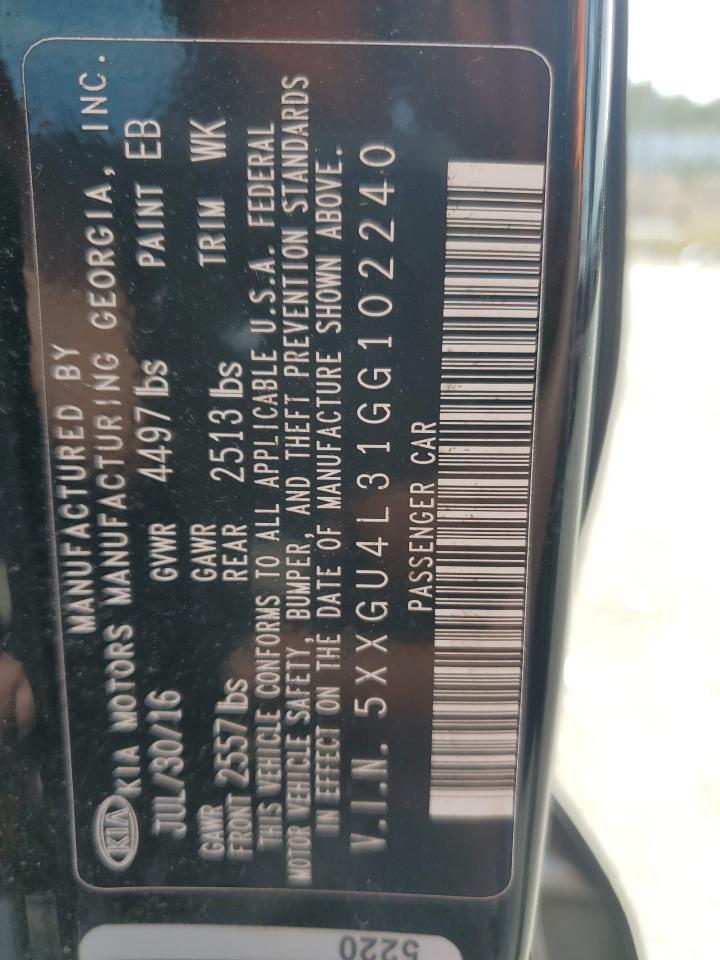 MANUFACTURED BY
KIA KIA MOTORS MANUFACTURING GEORGIA, INC.
JUL/30/16 GVWR 4497 lbs PAINT EB
GAWR FRONT 2557 lbs GAWR REAR 2513 lbs TRIM WK
THIS VEHICLE CONFORMS TO ALL APPLICABLE U.S.A. FEDERAL
MOTOR VEHICLE SAFETY, BUMPER, AND THEFT PREVENTION STANDARDS
IN EFFECT ON THE DATE OF MANUFACTURE SHOWN ABOVE.
V.I.N. 5XXGU4L31GG102240
PASSENGER CAR
5220